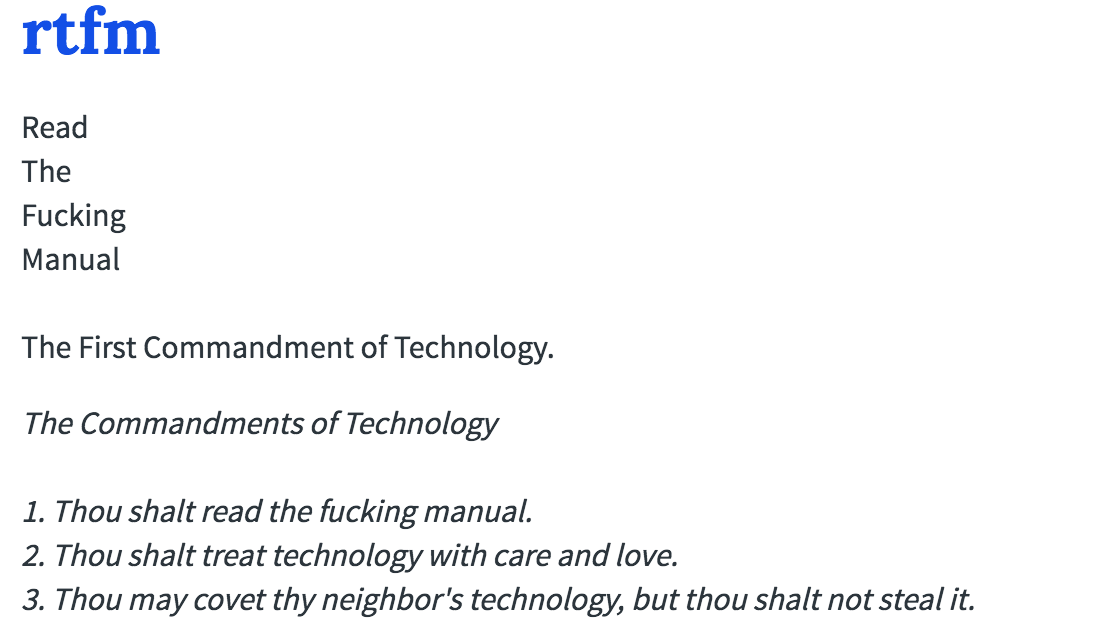 rtfm
Read
The
Fucking
Manual
The First Commandment of Technology.
The Commandments of Technology
1. Thou shalt read the fucking manual.
2. Thou shalt treat technology with care and love.
3. Thou may covet thy neighbor's technology, but thou shalt not steal it.